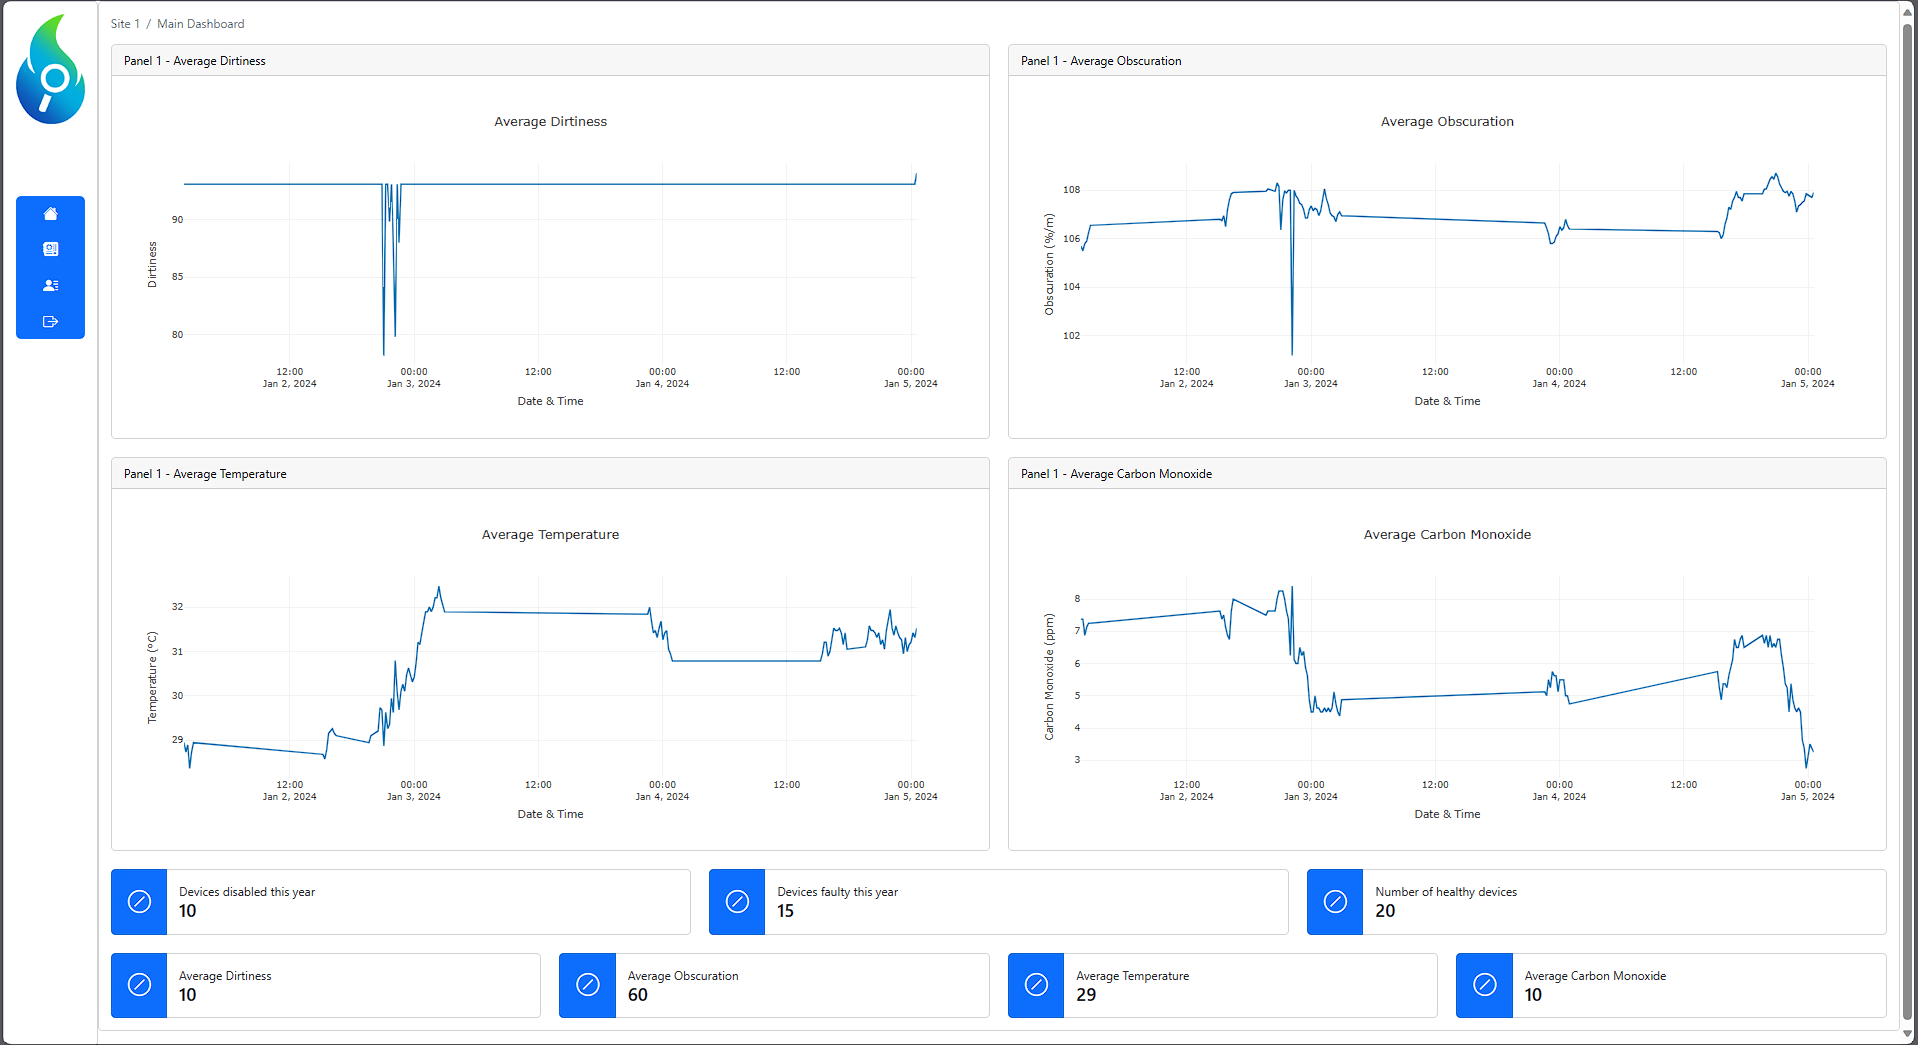 Site 1 / Main Dashboard
Panel 1 - Average Dirtiness
Average Dirtiness
Dirtiness
90
85
80
12:00 00:00 12:00 00:00 12:00 00:00
Jan 2, 2024 Jan 3, 2024 Jan 4, 2024 Jan 5, 2024
Date & Time
Panel 1 - Average Obscuration
Average Obscuration
Obscuration (%/m)
108
106
104
102
12:00 00:00 12:00 00:00 12:00 00:00
Jan 2, 2024 Jan 3, 2024 Jan 4, 2024 Jan 5, 2024
Date & Time
Panel 1 - Average Temperature
Average Temperature
Temperature (°C)
32
31
30
29
12:00 00:00 12:00 00:00 12:00 00:00
Jan 2, 2024 Jan 3, 2024 Jan 4, 2024 Jan 5, 2024
Date & Time
Panel 1 - Average Carbon Monoxide
Average Carbon Monoxide
Carbon Monoxide (ppm)
8
7
6
5
4
3
12:00 00:00 12:00 00:00 12:00 00:00
Jan 2, 2024 Jan 3, 2024 Jan 4, 2024 Jan 5, 2024
Date & Time
Devices disabled this year
10
Devices faulty this year
15
Number of healthy devices
20
Average Dirtiness
10
Average Obscuration
60
Average Temperature
29
Average Carbon Monoxide
10